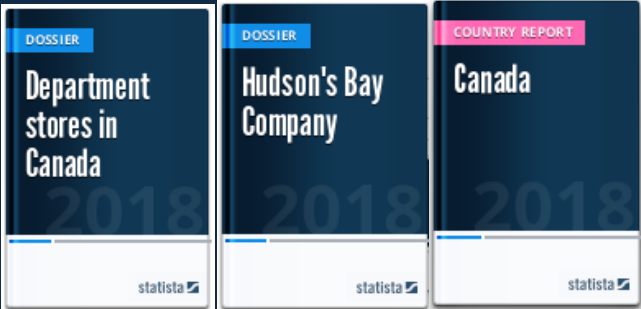 DOSSIER
Department
stores in
Canada
2018
statista
DOSSIER
Hudson's Bay
Company
2018
statista
COUNTRY REPORT
Canada
2018
statista